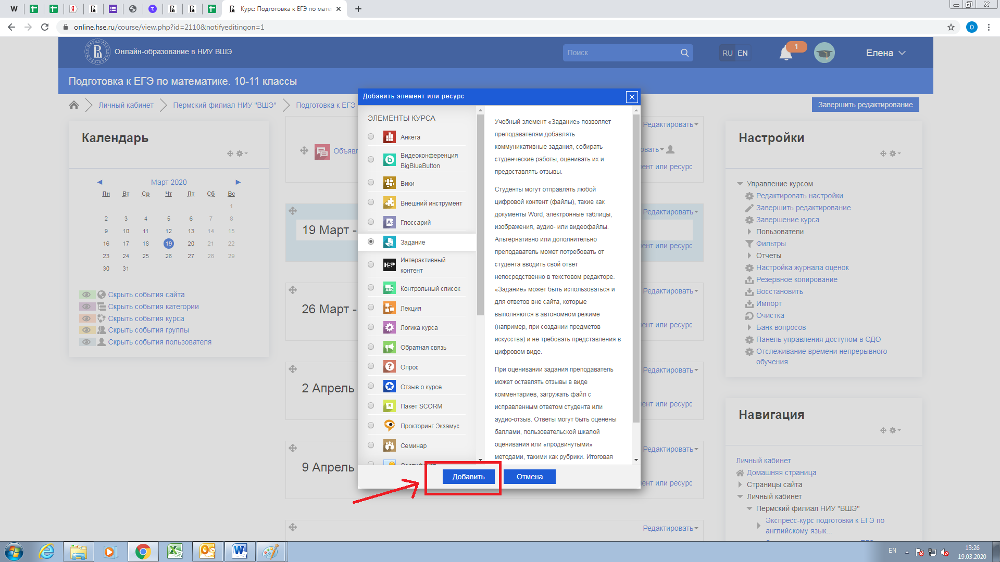 W
Я
Курс: Подготовка к ЕГЭ по мате
online.hse.ru/course/view.php?id=2110&notifyeditingon=1
O
Онлайн-образование в НИУ ВШЭ
Поиск
RU EN
1
Елена
Подготовка к ЕГЭ по математике. 10-11 классы
Личный кабинет
Пермский филиал НИУ "ВШЭ"
Подготовка к ЕГЭ
Завершить редактирование
Календарь
Март 2020
Пн Вт Ср Чт Пт Сб Вс
1
2 3 4 5 6 7 8
9 10 11 12 13 14 15
16 17 18 19 20 21 22
23 24 25 26 27 28 29
30 31
Скрыть события сайта
Скрыть события категории
Скрыть события курса
Скрыть события группы
Скрыть события пользователя
Редактировать
Объявл
овать
ент или ресурс
Редактировать
19 Март -
ент или ресурс
Редактировать
26 Март -
ент или ресурс
Редактировать
2 Апрель
ент или ресурс
Редактировать
9 Апрель
ент или ресурс
Редактировать
Добавить элемент или ресурс
ЭЛЕМЕНТЫ КУРСА
Анкета
Видеоконференция
BigBlueButton
Вики
Внешний инструмент
Глоссарий
Задание
H5P
Интерактивный
контент
ABC
Контрольный список
Лекция
Логика курса
Обратная связь
Опрос
Отзыв о курсе
Пакет SCORM
Прокторинг Экзамус
Семинар
Учебный элемент «Задание» позволяет
преподавателям добавлять
коммуникативные задания, собирать
студенческие работы, оценивать их и
предоставлять отзывы.
Студенты могут отправлять любой
цифровой контент (файлы), такие как
документы Word, электронные таблицы,
изображения, аудио- или видеофайлы.
Альтернативно или дополнительно
преподаватель может потребовать от
студента вводить свой ответ
непосредственно в текстовом редакторе.
«Задание» может быть использоваться и
для ответов вне сайта, которые
выполняются в автономном режиме
(например, при создании предметов
искусства) и не требовать представления в
цифровом виде.
При оценивании задания преподаватель
может оставлять отзывы в виде
комментариев, загружать файл с
исправленным ответом студента или
аудио-отзыв. Ответы могут быть оценены
баллами, пользовательской шкалой
оценивания или «продвинутыми»
методами, такими как рубрики. Итоговая
Добавить
Отмена
Настройки
Управление курсом
Редактировать настройки
Завершить редактирование
Завершение курса
Пользователи
Фильтры
Отчеты
Настройка журнала оценок
Резервное копирование
Восстановить
Импорт
Очистка
Банк вопросов
Панель управления доступом в СДО
Отслеживание времени непрерывного
обучения
Навигация
Личный кабинет
Домашняя страница
Страницы сайта
Личный кабинет
Пермский филиал НИУ "ВШЭ"
Экспресс-курс подготовки к ЕГЭ по
английскому язык...
EN
13:26
19.03.2020